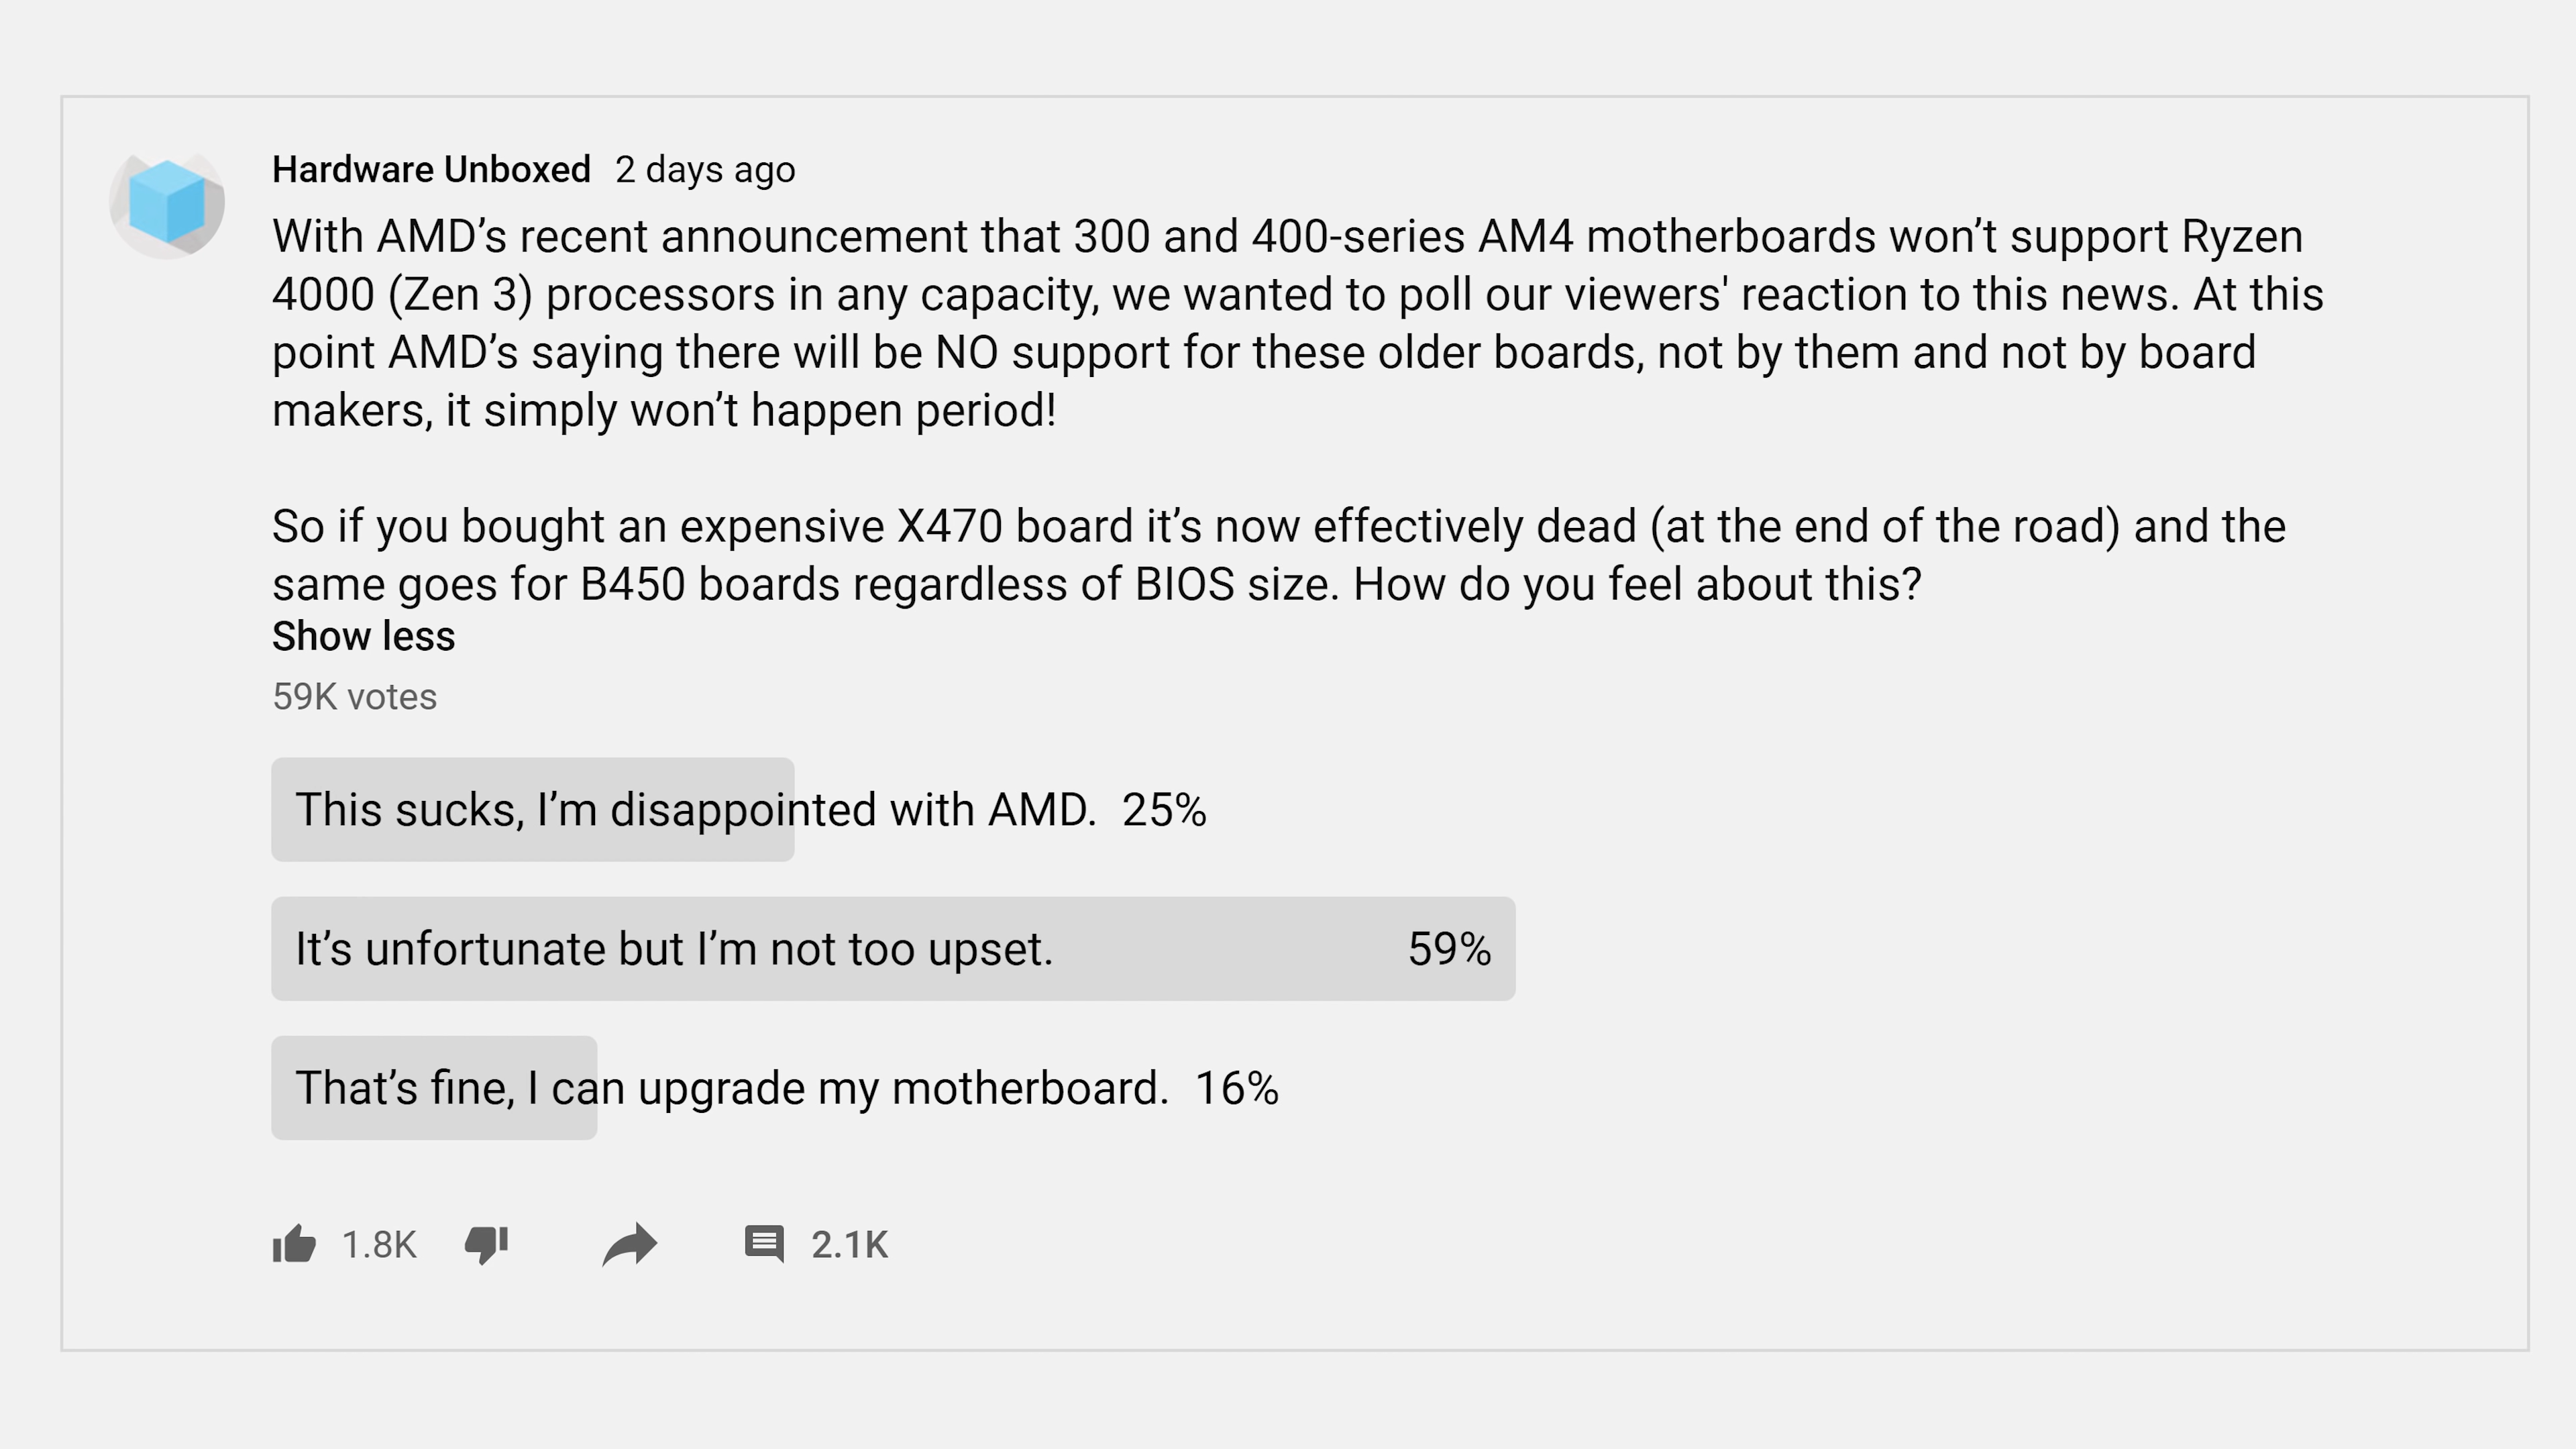 Hardware Unboxed 2 days ago
With AMD’s recent announcement that 300 and 400-series AM4 motherboards won’t support Ryzen
4000 (Zen 3) processors in any capacity, we wanted to poll our viewers' reaction to this news. At this
point AMD’s saying there will be NO support for these older boards, not by them and not by board
makers, it simply won’t happen period!
So if you bought an expensive X470 board it’s now effectively dead (at the end of the road) and the
same goes for B450 boards regardless of BIOS size. How do you feel about this?
Show less
59K votes
This sucks, I’m disappointed with AMD. 25%
It’s unfortunate but I’m not too upset. 59%
That’s fine, I can upgrade my motherboard. 16%
1.8K 2.1K